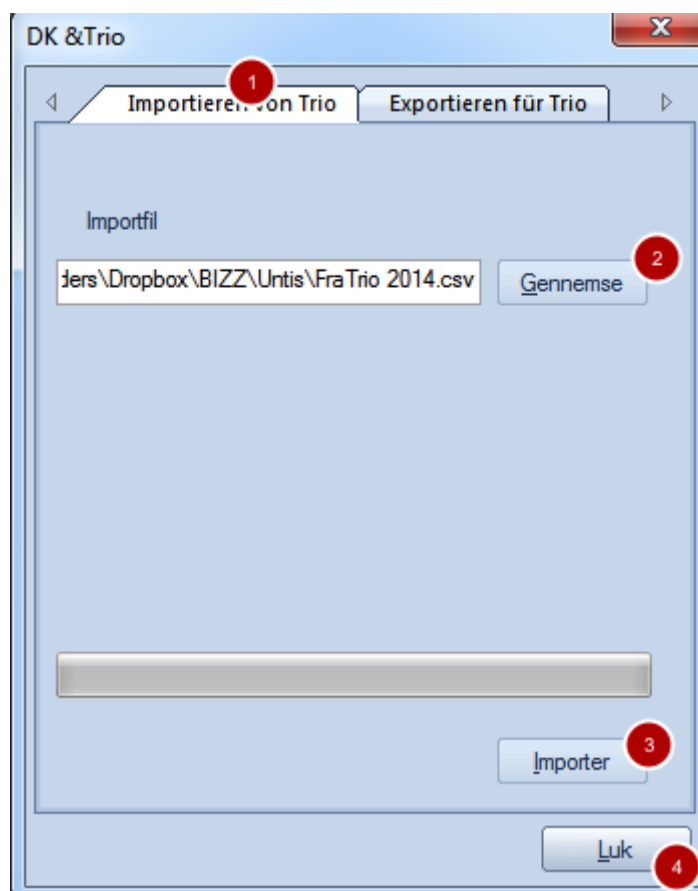 DK &Trio
1
Importieren von Trio
Exportieren für Trio
Importfil
ders\Dropbox\BIZZ\Untis\FraTrio 2014.csv
Gennemse
2
Importer
3
Luk
4